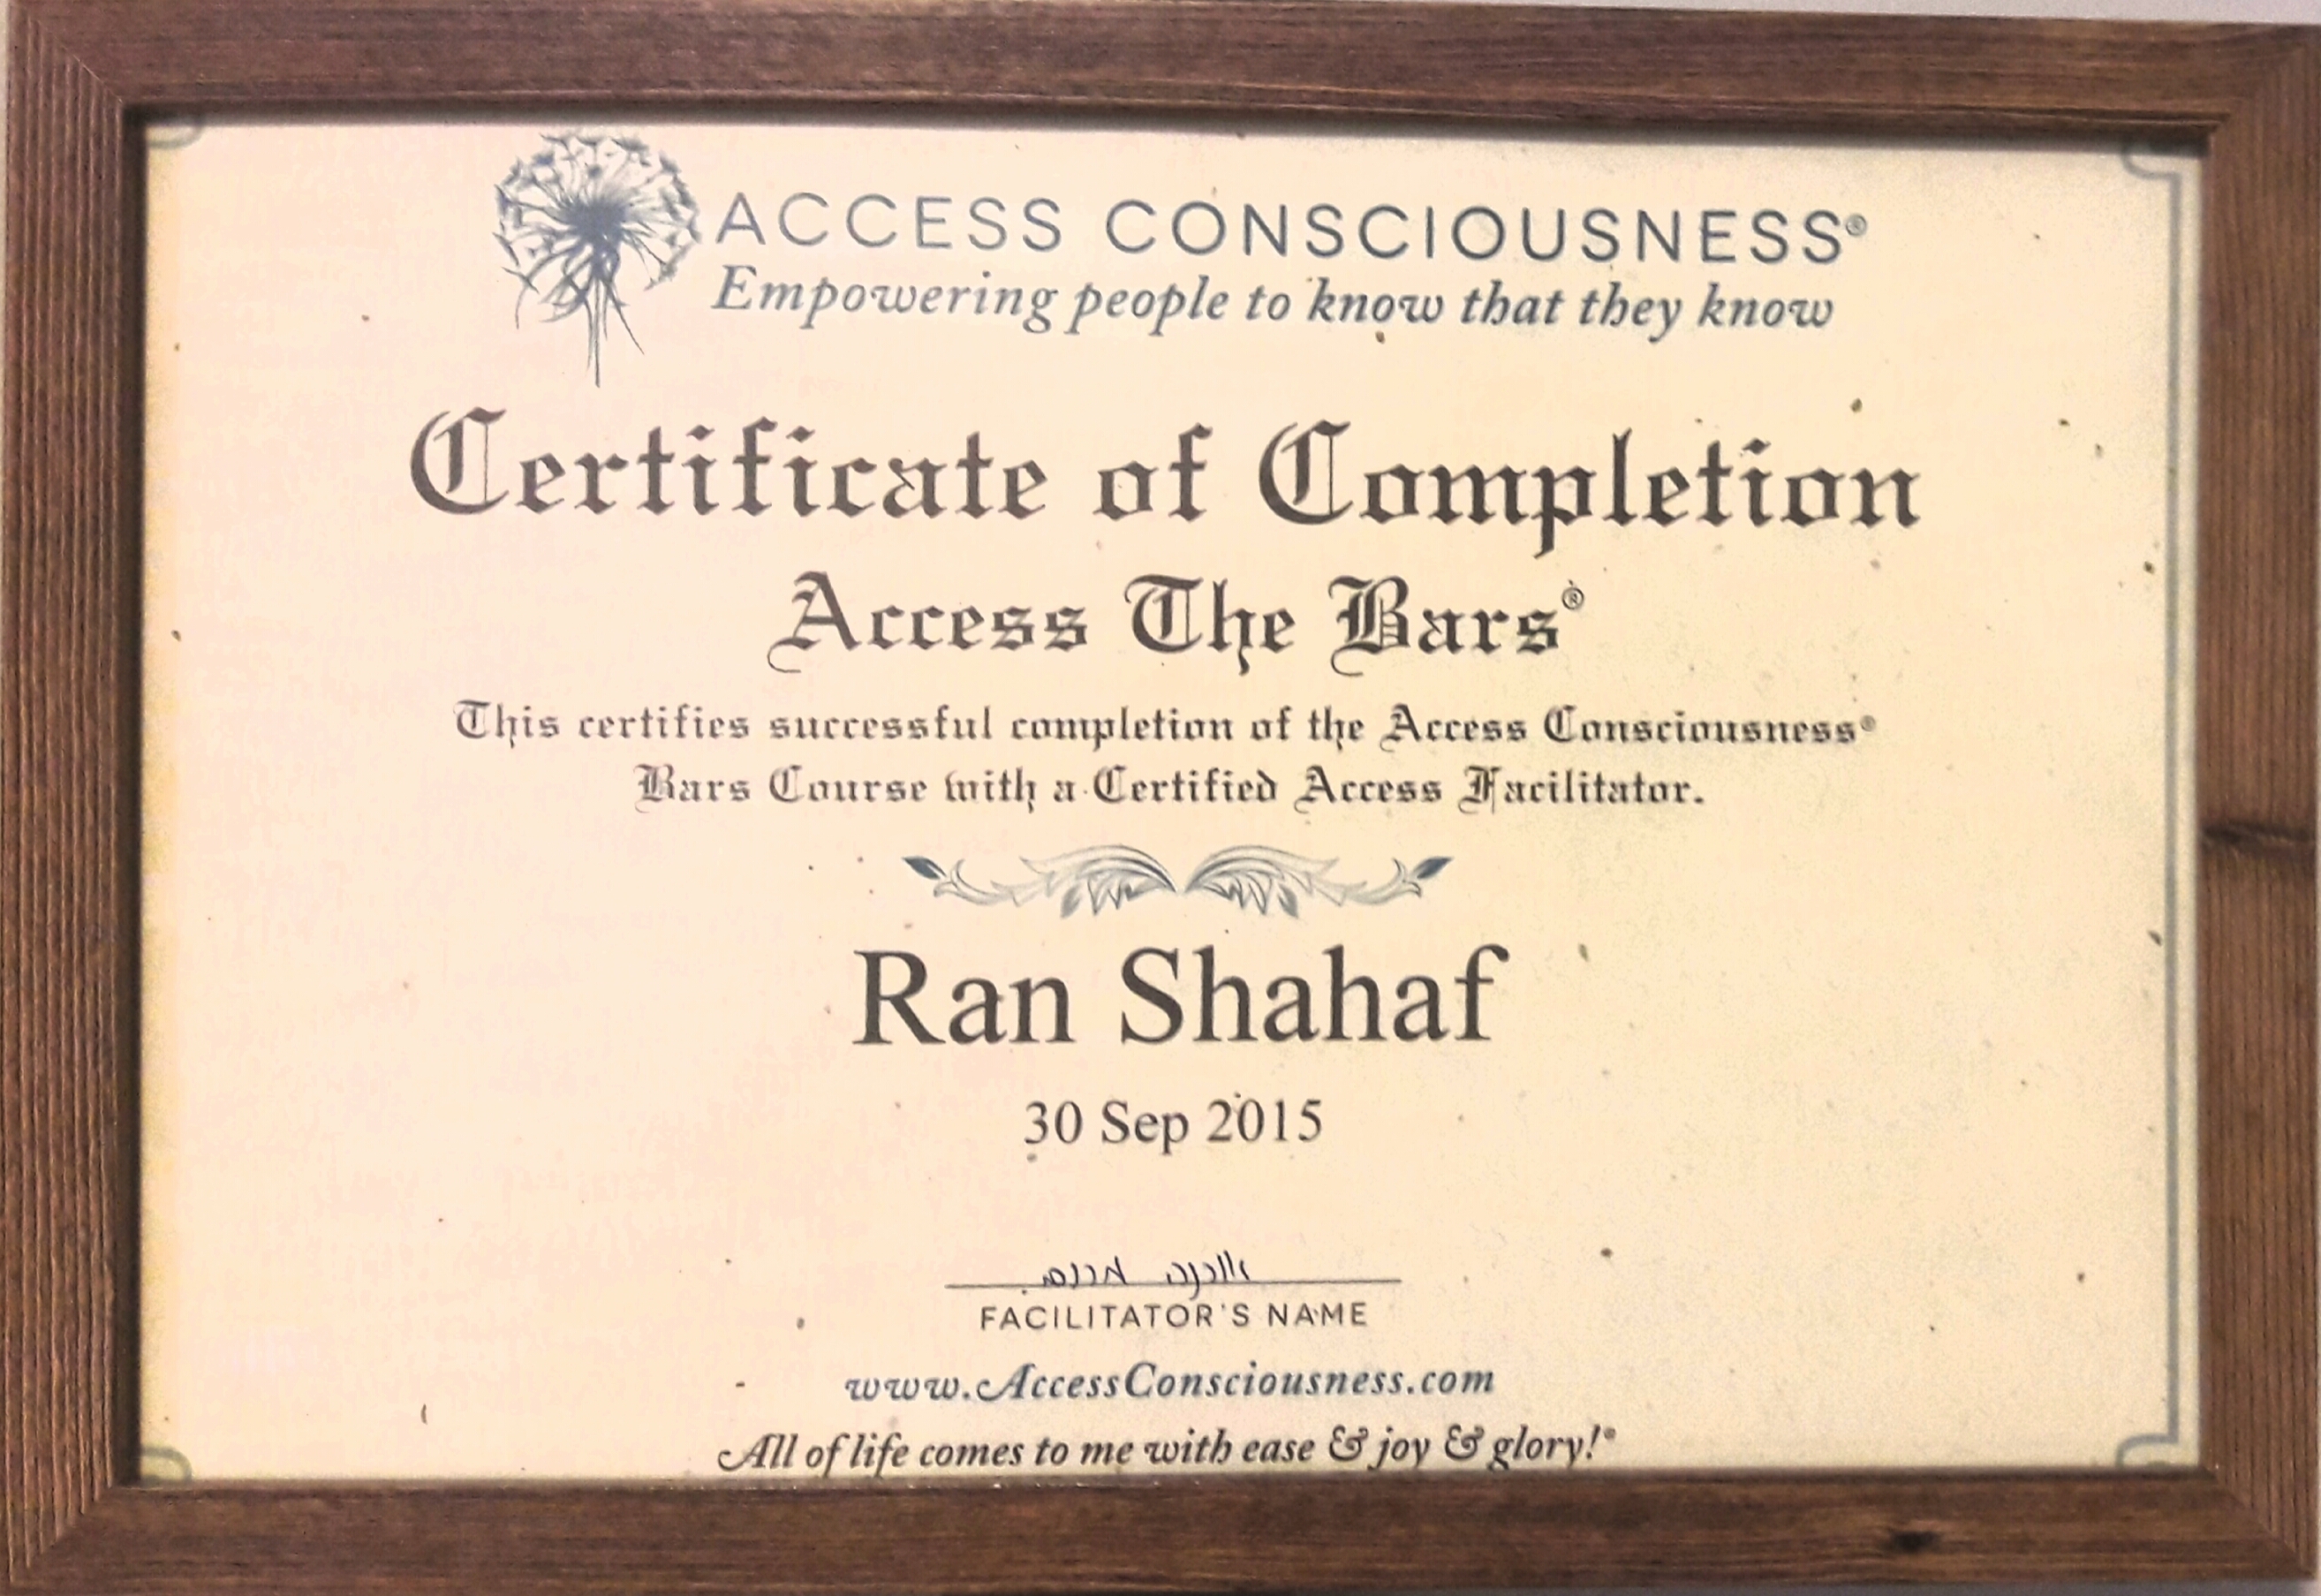 ACCESS CONSCIOUSNESS®
Empowering people to know that they know
Certificate of Completion
Access The Bars®
This certifies successful completion of the Access Consciousness®
Bars Course with a Certified Access Facilitator.
Ran Shahaf
30 Sep 2015
FACILITATOR'S NAME
www.AccessConsciousness.com
All of life comes to me with ease & joy & glory!®